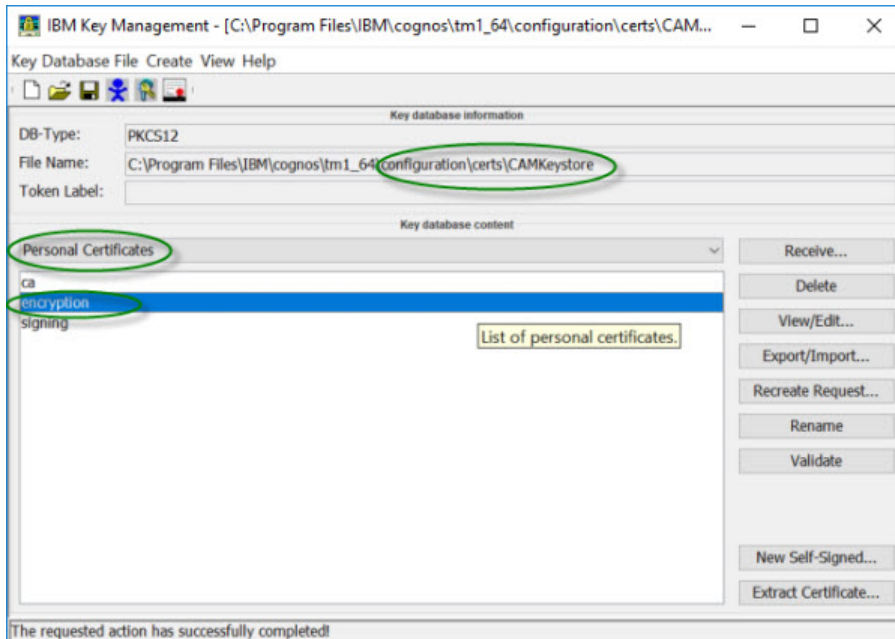 IBM Key Management - [C:\Program Files\IBM\cognos\tm1_64\configuration\certs\CAM...
Key Database File Create View Help
Key database information
DB-Type: PKCS12
File Name: C:\Program Files\IBM\cognos\tm1_64\configuration\certs\CAMKeystore
Token Label:
Key database content
Personal Certificates
Receive...
ca
Delete
encryption
signing
View/Edit...
List of personal certificates.
Export/Import...
Recreate Request...
Rename
Validate
New Self-Signed...
Extract Certificate...
The requested action has successfully completed!